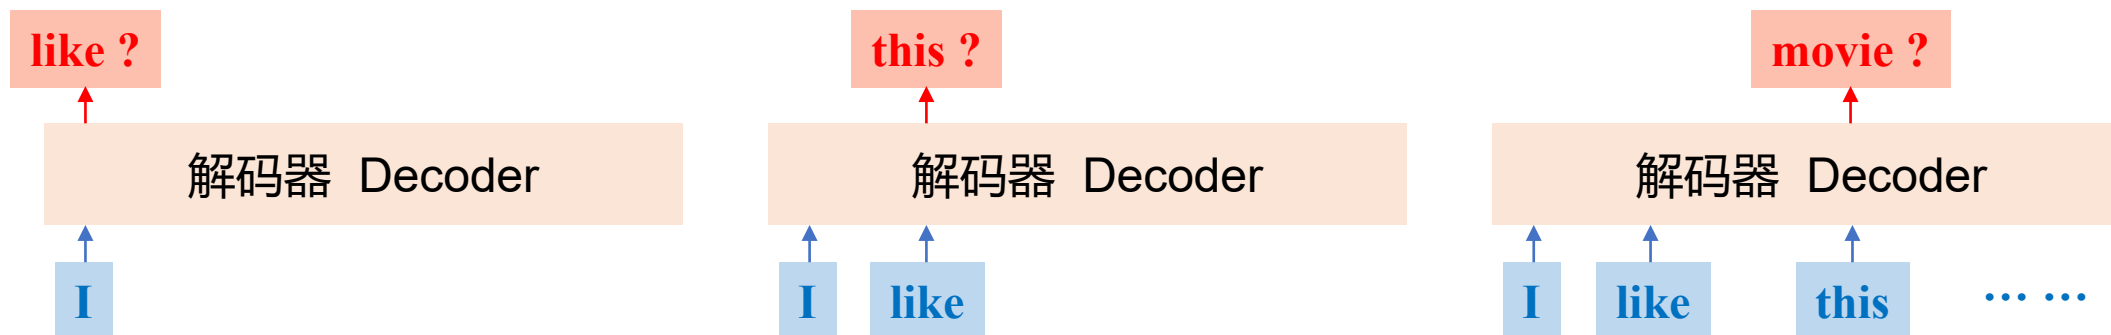 like ?
this ?
movie ?
解码器 Decoder
解码器 Decoder
解码器 Decoder
I
I
like
I
like
this
… …